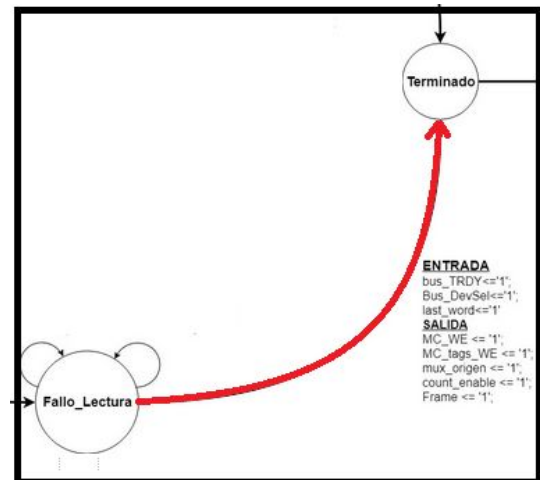 Terminado
ENTRADA
bus_TRDY<='1';
Bus_DevSel<='1';
last_word<='1'
SALIDA
MC_WE <= '1';
MC_tags_WE <= '1';
mux_origen <= '1';
count_enable <= '1';
Frame <= '1';
Fallo_Lectura